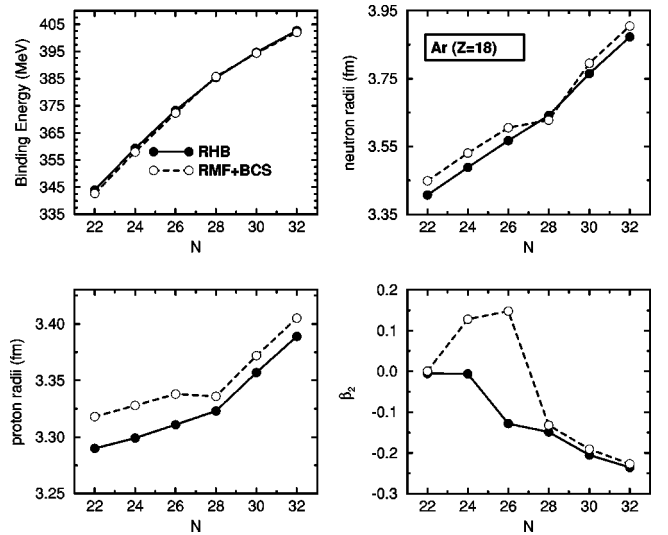 Binding Energy (MeV)
405
395
385
375
365
355
345
335
RHB
RMF+BCS
22 24 26 28 30 32
N
neutron radii (fm)
3.95
3.75
3.55
3.35
3.15
Ar (Z=18)
22 24 26 28 30 32
N
proton radii (fm)
3.40
3.35
3.30
3.25
22 24 26 28 30 32
N
β2
0.2
0.1
0.0
-0.1
-0.2
-0.3
22 24 26 28 30 32
N